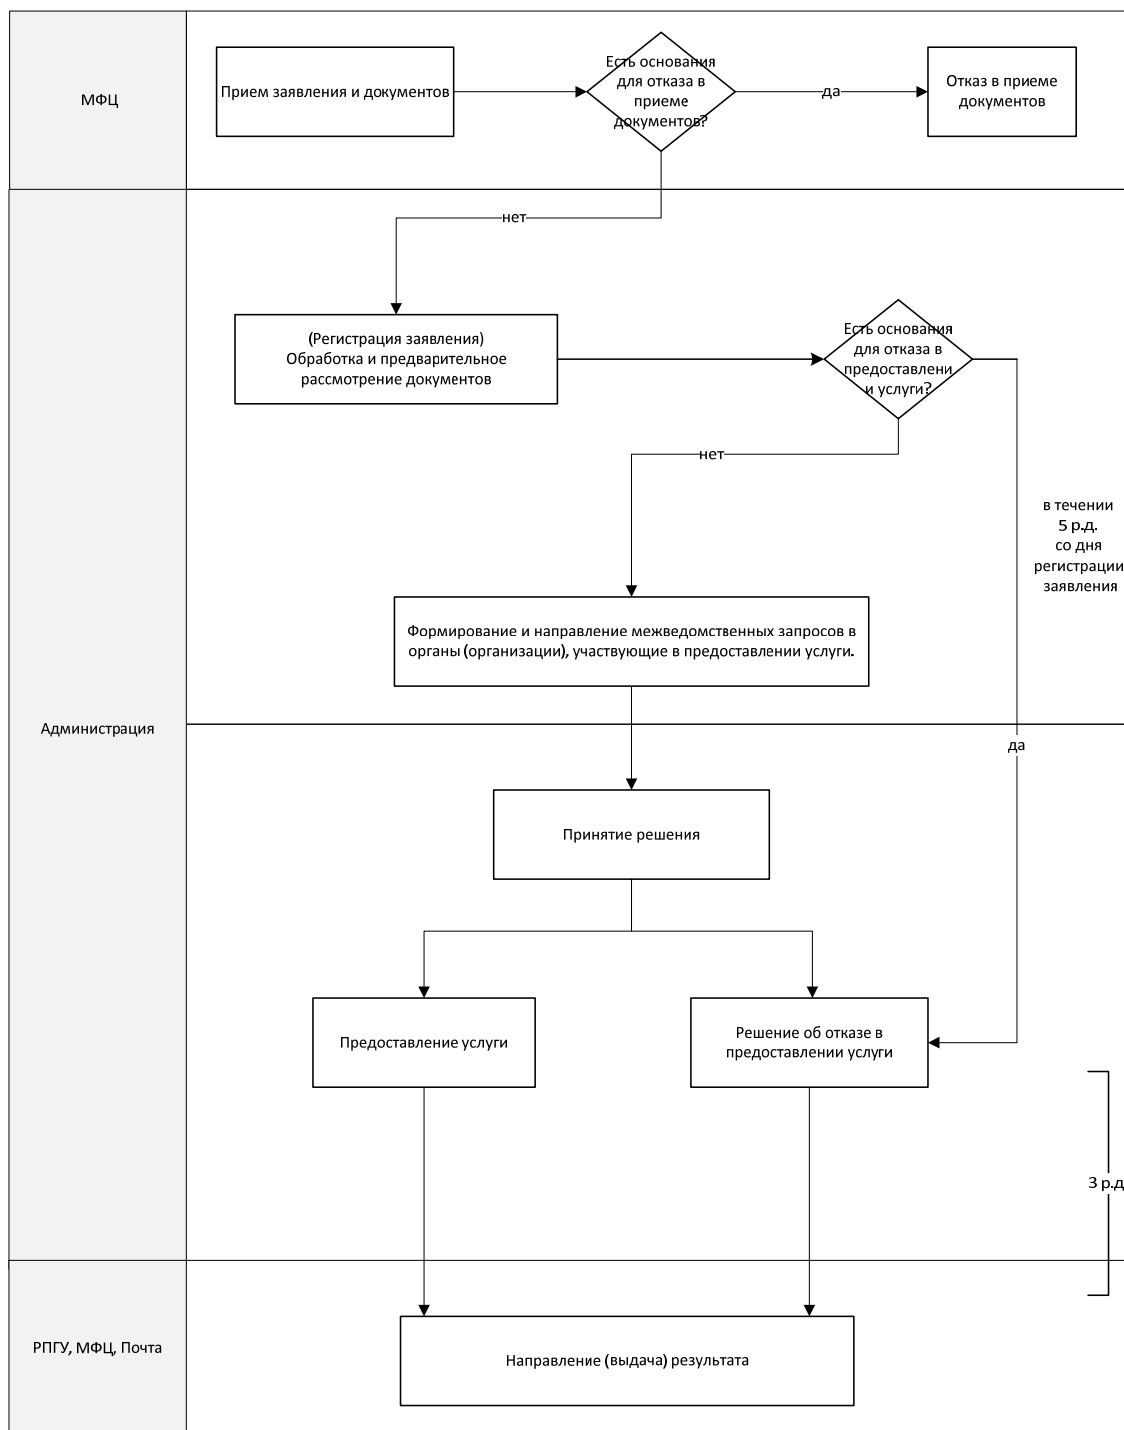 МФЦ
Прием заявления и документов
Есть основания
для отказа в
приеме
документов?
да
Отказ в приеме
документов
нет
(Регистрация заявления)
Обработка и предварительное
рассмотрение документов
Есть основания
для отказа в
предоставлени
и услуги?
нет
в течении
5 р.д.
со дня
регистрации
заявления
Формирование и направление межведомственных запросов в
органы (организации), участвующие в предоставлении услуги.
Администрация
да
Принятие решения
Предоставление услуги
Решение об отказе в
предоставлении услуги
3 р.д
РПГУ, МФЦ, Почта
Направление (выдача) результата